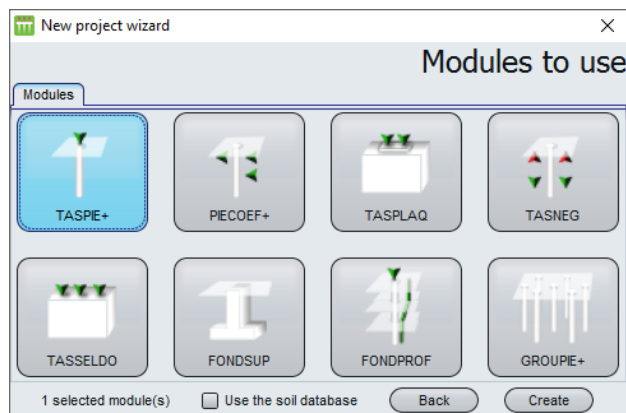 New project wizard
Modules to use
Modules
TASPIE+ PIECOEF+ TASPLAQ TASNEG
TASSELDO FONDSUP FONDPROF GROUPIE+
1 selected module(s) Use the soil database Back Create